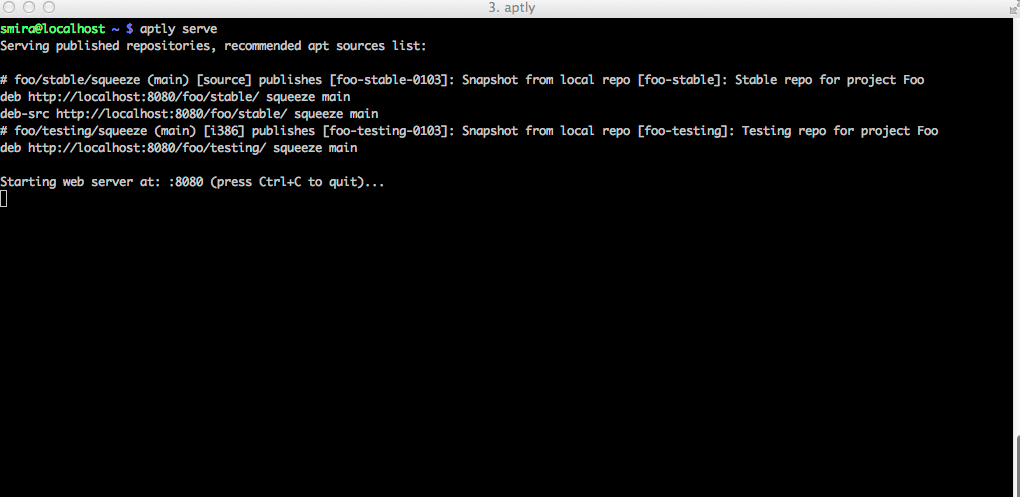 3. aptly
smira@localhost ~ $ aptly serve
Serving published repositories, recommended apt sources list:
# foo/stable/squeeze (main) [source] publishes [foo-stable-0103]: Snapshot from local repo [foo-stable]: Stable repo for project Foo
deb http://localhost:8080/foo/stable/ squeeze main
deb-src http://localhost:8080/foo/stable/ squeeze main
# foo/testing/squeeze (main) [i386] publishes [foo-testing-0103]: Snapshot from local repo [foo-testing]: Testing repo for project Foo
deb http://localhost:8080/foo/testing/ squeeze main
Starting web server at: :8080 (press Ctrl+C to quit)...